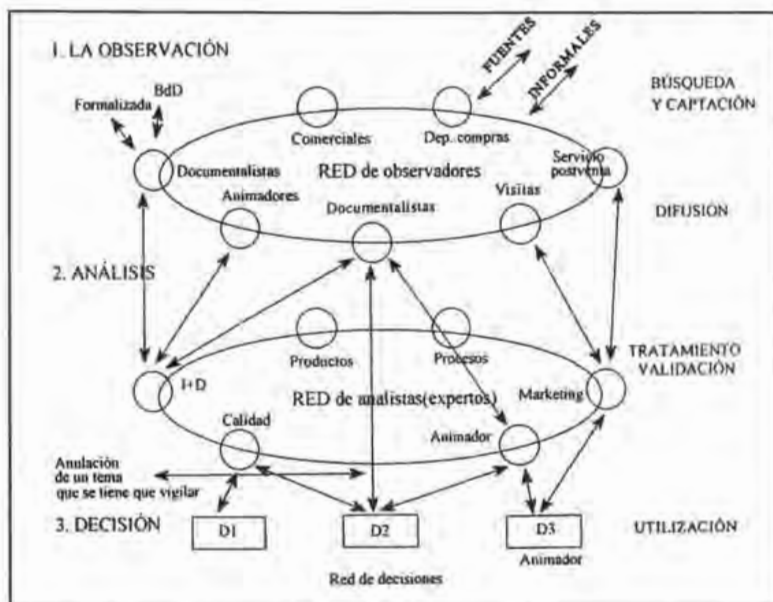 1. LA OBSERVACIÓN
FUENTES
INFORMALES
BÚSQUEDA
Y CAPTACIÓN
BdD
Formalizada
Comerciales
Dep. compras
Documentalistas
RED de observadores
Servicio
postventa
Animadores
Documentalistas
Visitas
DIFUSIÓN
2. ANÁLISIS
Productos
Procesos
TRATAMIENTO
VALIDACIÓN
I+D
RED de analistas(expertos)
Marketing
Calidad
Animador
Anulación
de un tema
que se tiene que vigilar
3. DECISIÓN
D1
D2
D3
UTILIZACIÓN
Animador
Red de decisiones